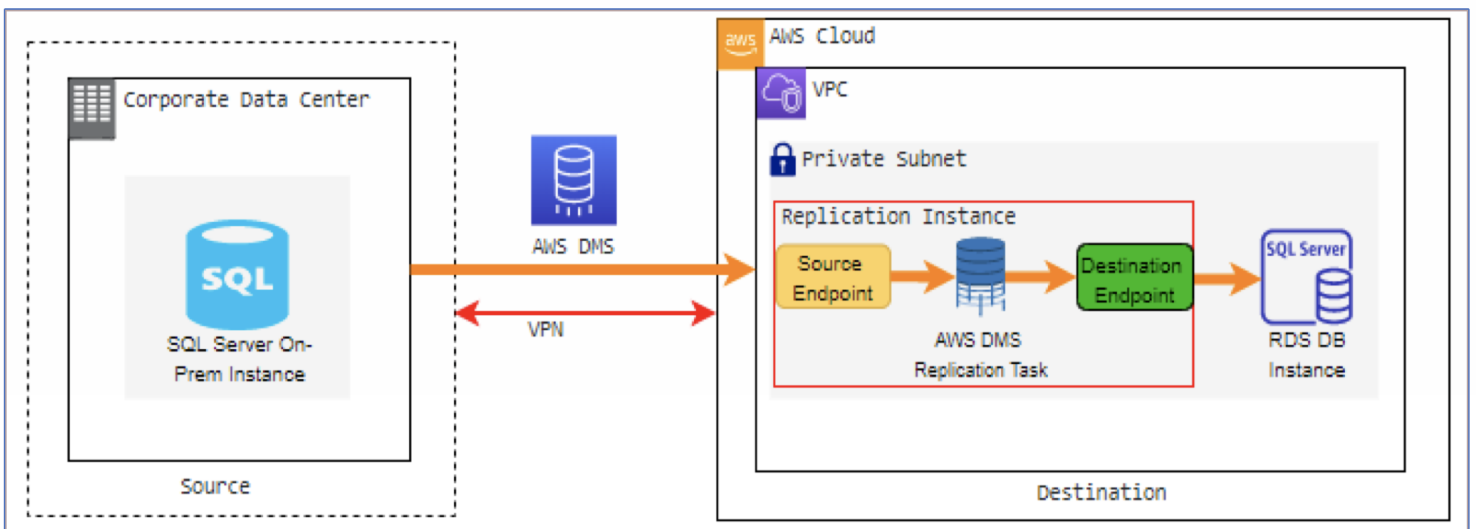 Corporate Data Center
SQL
SQL Server On-
Prem Instance
Source
AWS DMS
VPN
aws
AWS Cloud
VPC
Private Subnet
Replication Instance
Source
Endpoint
AWS DMS
Replication Task
Destination
Endpoint
SQL Server
RDS DB
Instance
Destination